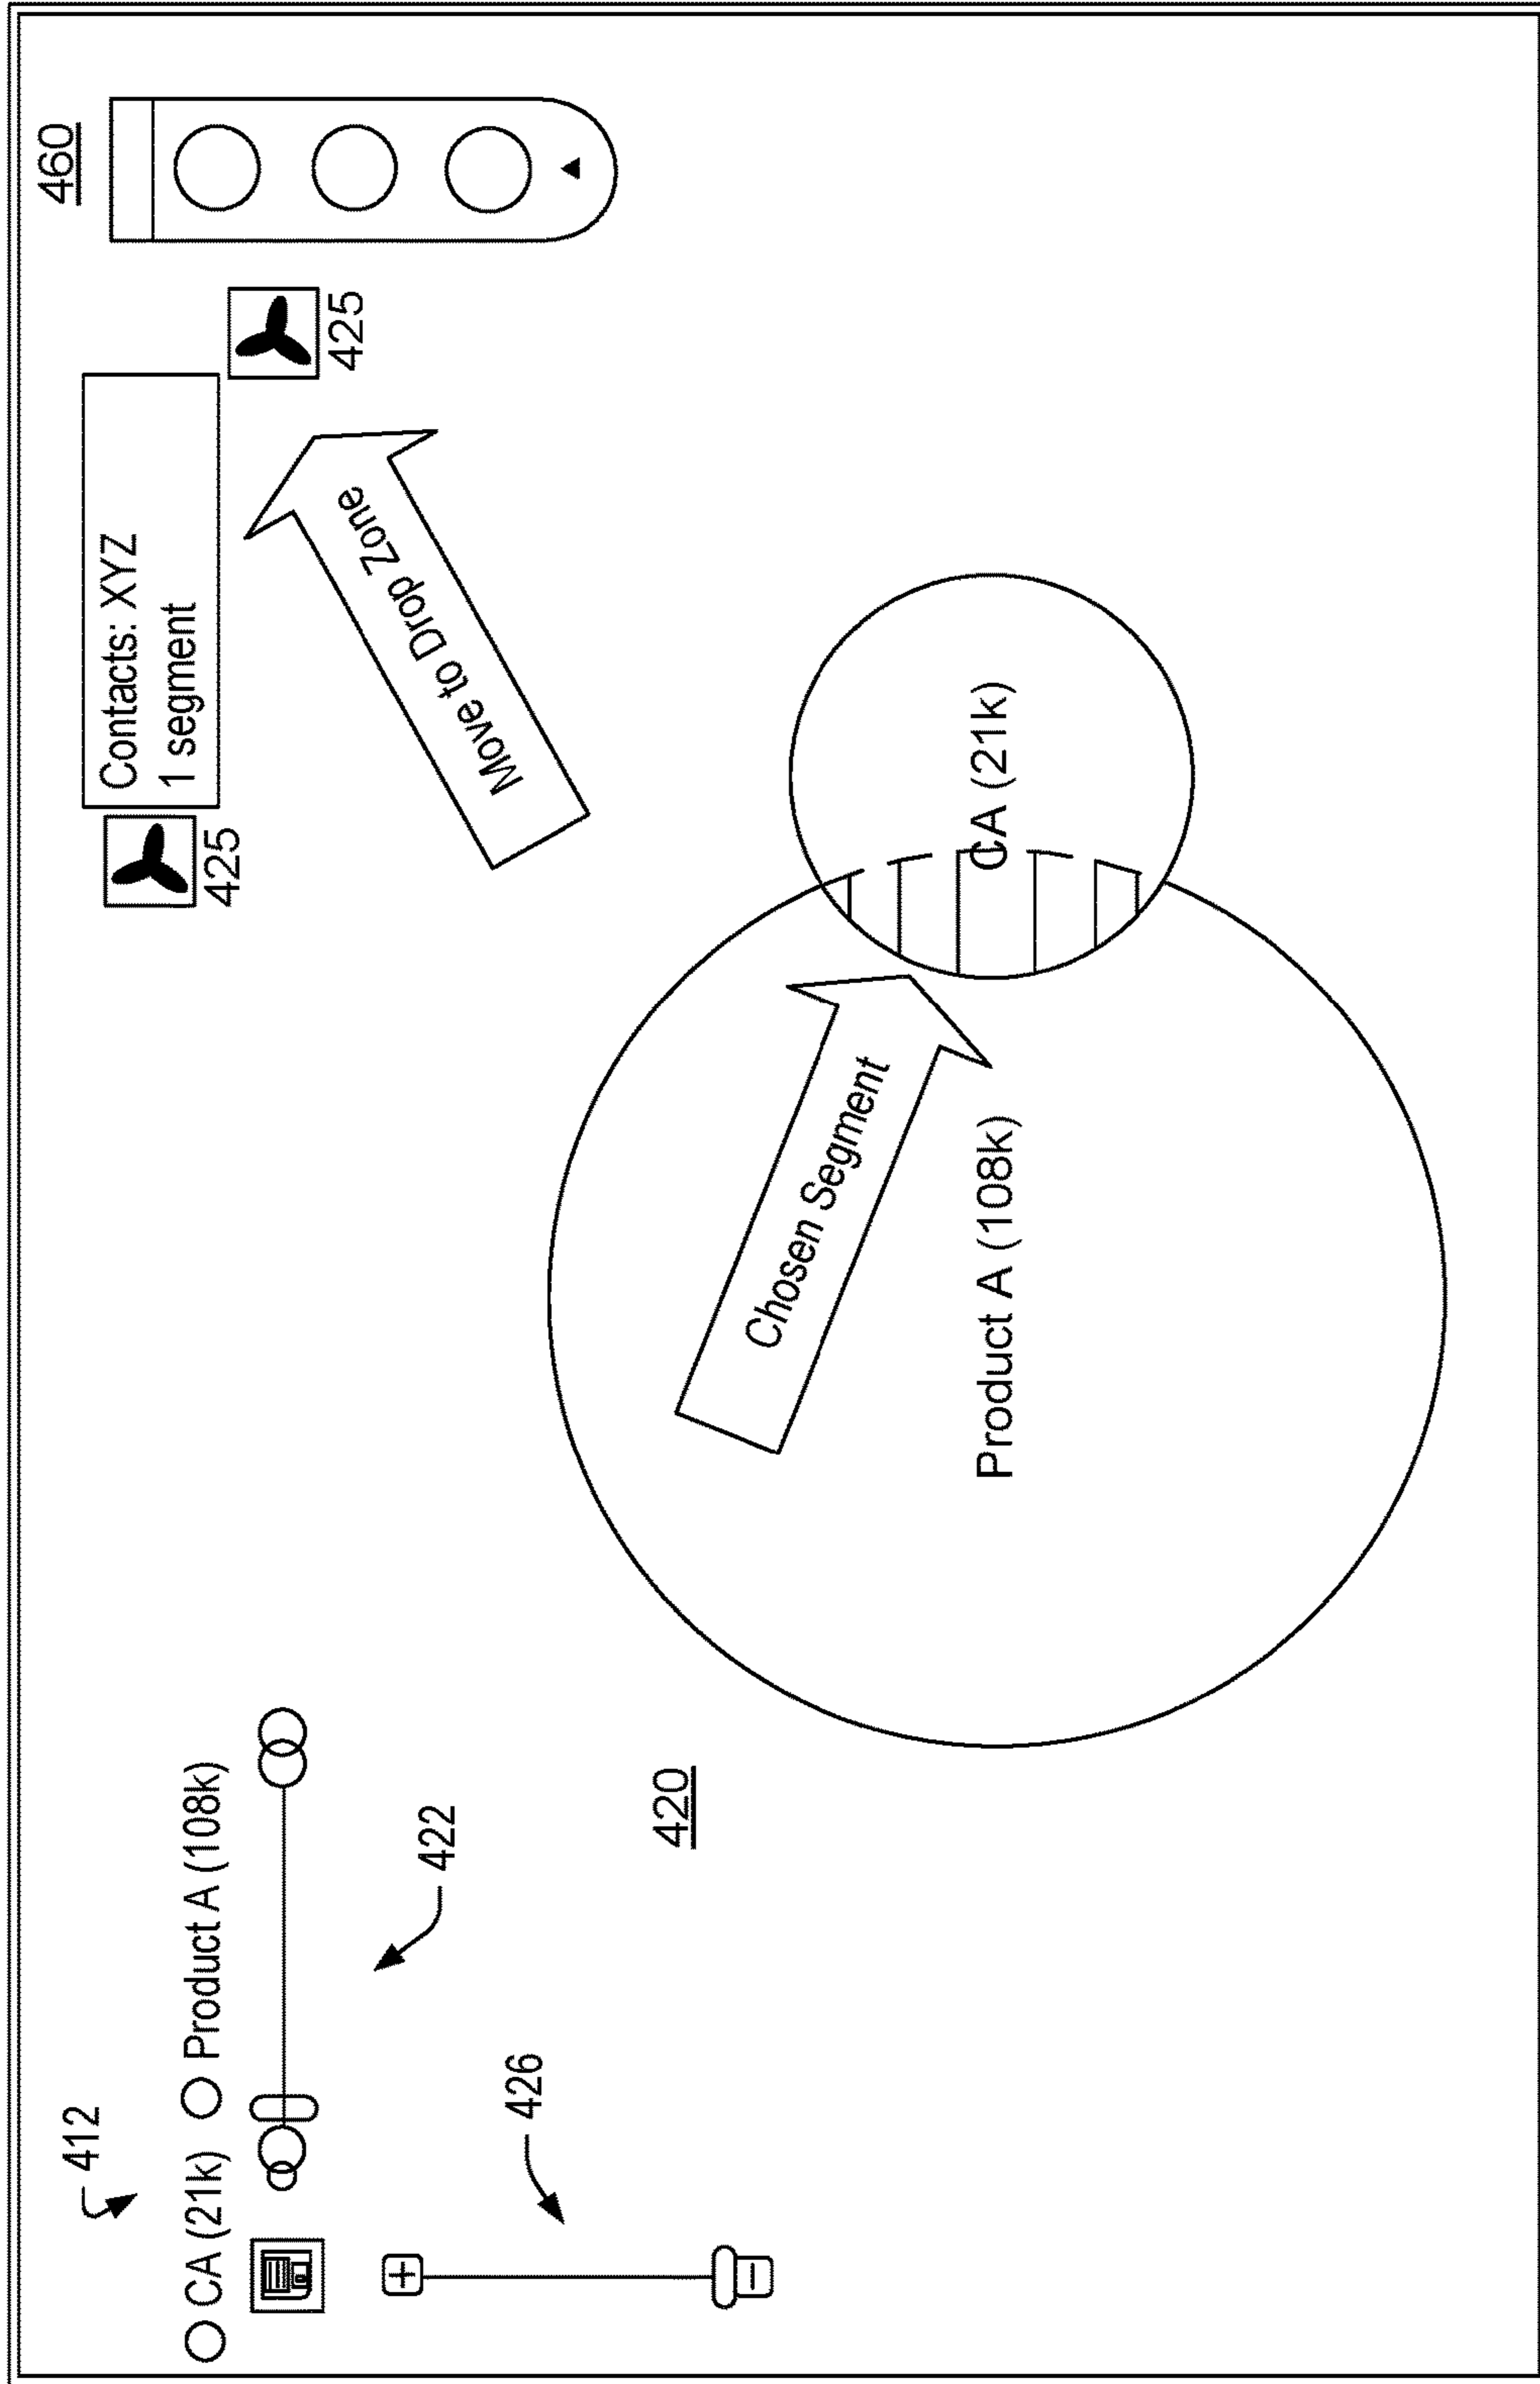 412
CA (21k) Product A (108k)
422
426
420
Contacts: XYZ
1 segment
425
425
460
Move to Drop Zone
Chosen Segment
Product A (108k)
CA (21k)